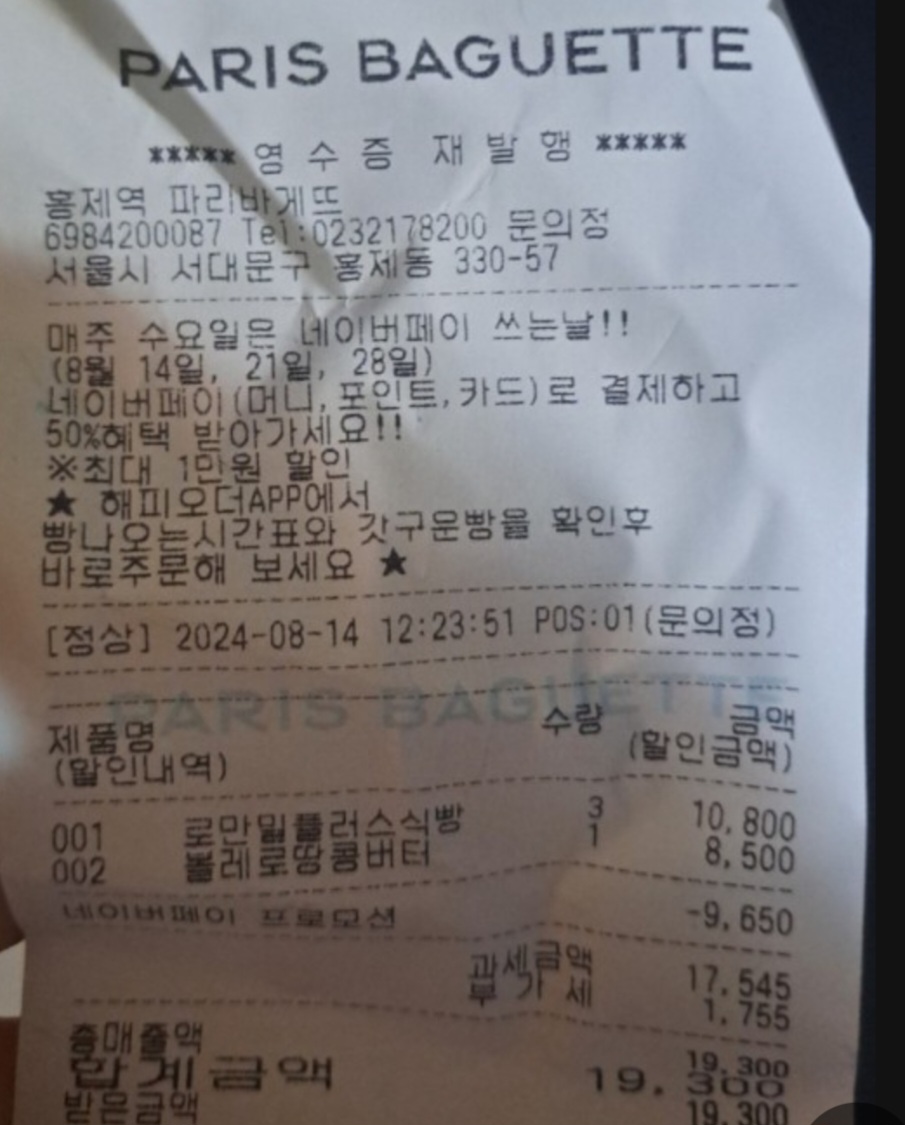 PARIS BAGUETTE
***** 영 수 증 재 발 행 *****
홍제역 파리바게뜨
6984200087 Tel:0232178200 문의정
서울시 서대문구 홍제동 330-57
매주 수요일은 네이버페이 쓰는날!!
(8월 14일, 21일, 28일)
네이버페이(머니,포인트,카드)로 결제하고
50%혜택 받아가세요!!
※최대 1만원 할인
★ 해피오더APP에서
빵나오는시간표와 갓구운빵을 확인후
바로주문해 보세요 ★
[정상] 2024-08-14 12:23:51 POS:01(문의정)
PARIS BAGUETTE
제품명 수량 금액
(할인내역) (할인금액)
001 로만밀플러스식빵 3 10,800
002 볼레로땅콩버터 1 8,500
네이버페이 프로모션 -9,650
과세금액 17,545
부 가 세 1,755
총매출액 19,300
합계금액 19,300
받은금액 19,300